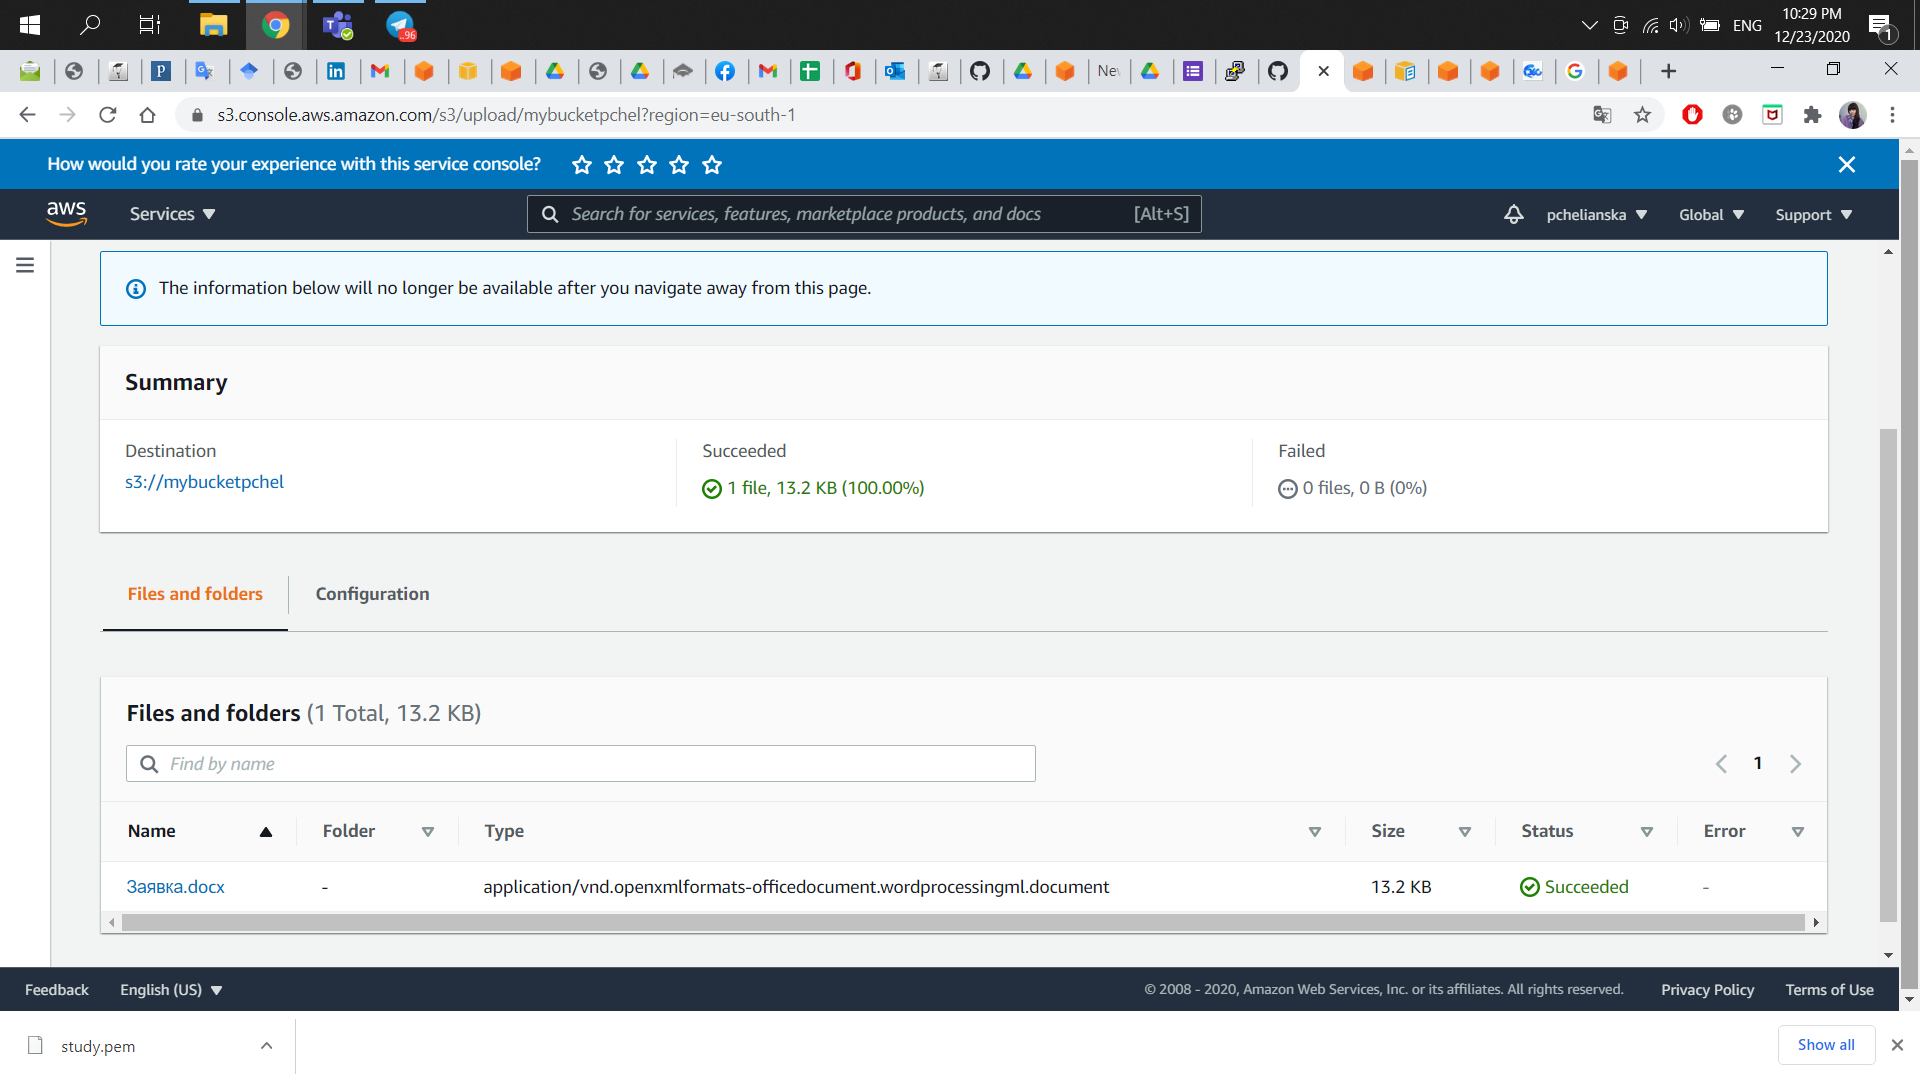 96
ENG
10:29 PM
12/23/2020
1
s3.console.aws.amazon.com/s3/upload/mybucketpchel?region=eu-south-1
How would you rate your experience with this service console?
aws
Services
Search for services, features, marketplace products, and docs
[Alt+S]
pchelianska
Global
Support
The information below will no longer be available after you navigate away from this page.
Summary
Destination
Succeeded
Failed
s3://mybucketpchel
1 file, 13.2 KB (100.00%)
0 files, 0 B (0%)
Files and folders
Configuration
Files and folders (1 Total, 13.2 KB)
Find by name
1
Name
Folder
Type
Size
Status
Error
Заявка.docx
-
application/vnd.openxmlformats-officedocument.wordprocessingml.document
13.2 KB
Succeeded
-
Feedback
English (US)
© 2008 - 2020, Amazon Web Services, Inc. or its affiliates. All rights reserved.
Privacy Policy
Terms of Use
study.pem
Show all